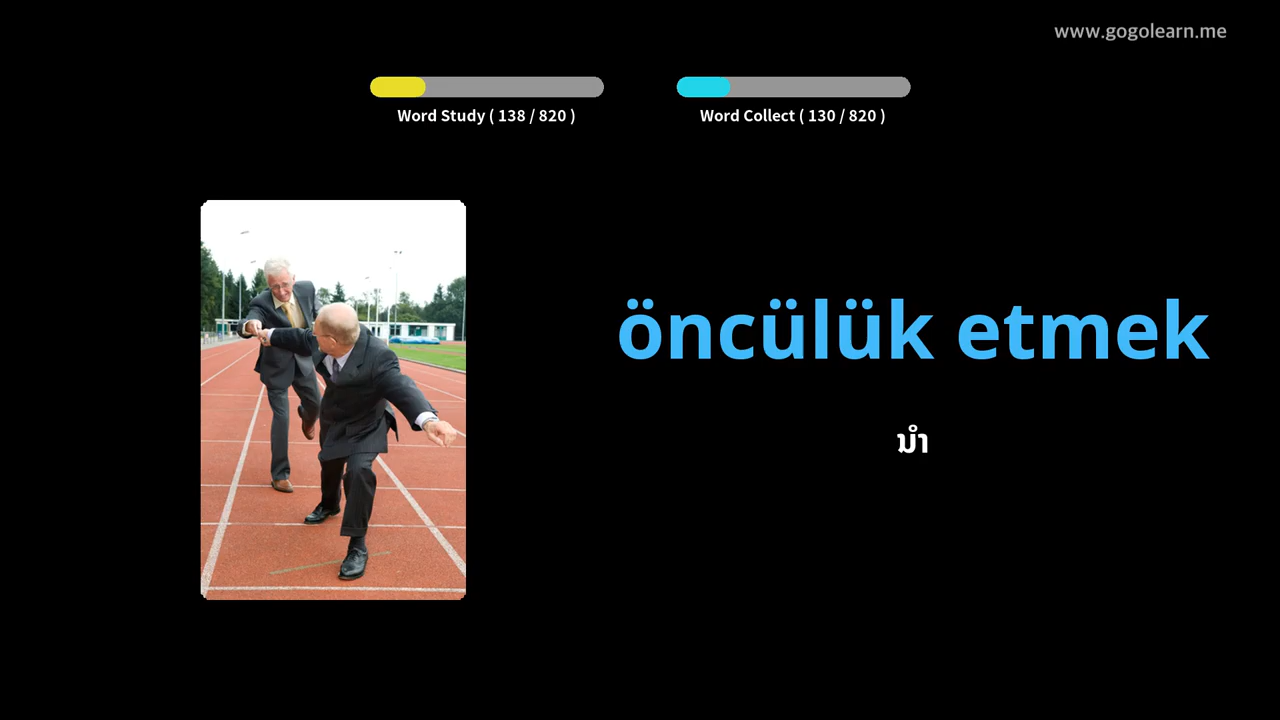 www.gogolearn.me
Word Study ( 138 / 820 )
Word Collect ( 130 / 820 )
öncülük etmek
ນໍາ